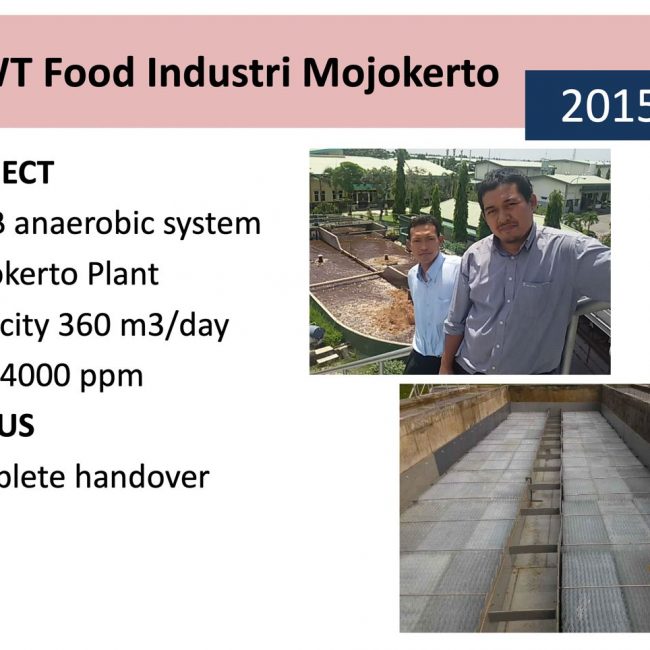 VT Food Industri Mojokerto
2015
ECT
B anaerobic system
okerto Plant
city 360 m3/day
4000 ppm
US
plete handover